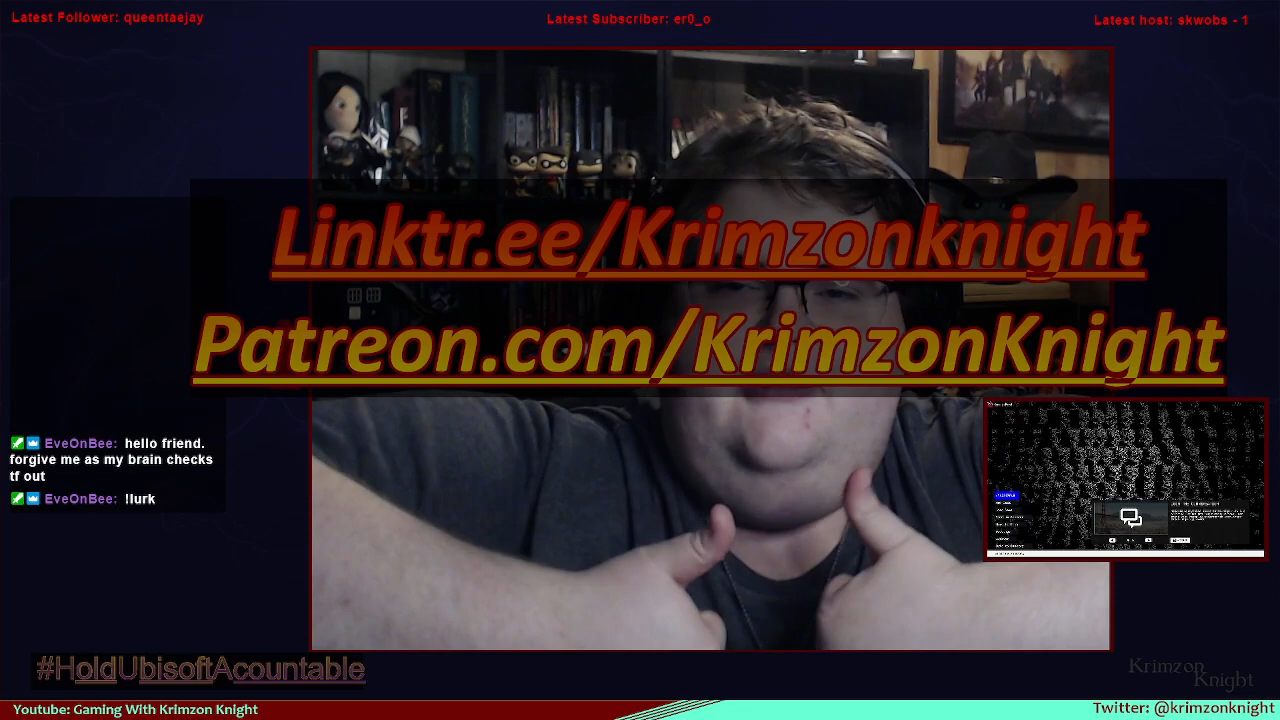 Latest Follower: queentaejay
Latest Subscriber: er0_o
Latest host: skwobs - 1
Linktr.ee/Krimzonknight
Patreon.com/KrimzonKnight
EveOnBee: hello friend.
forgive me as my brain checks
tf out
EveOnBee: !lurk
#HoldUbisoftAcountable
Krimzon
Knight
Youtube: Gaming With Krimzon Knight
Twitter: @krimzonknight